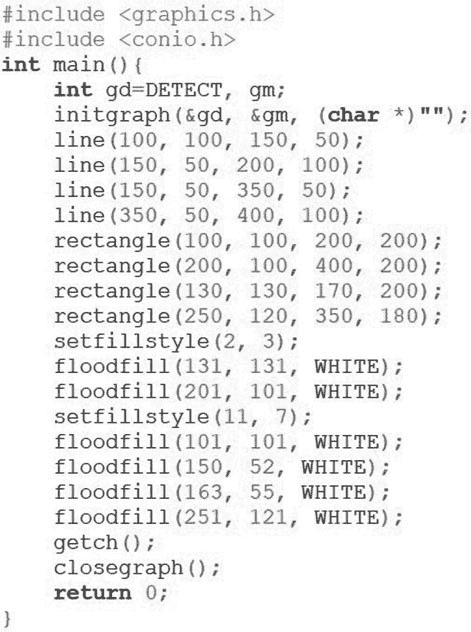 #include <graphics.h>
#include <conio.h>
int main(){
    int gd=DETECT, gm;
    initgraph(&gd, &gm, (char *)"");
    line(100, 100, 150, 50);
    line(150, 50, 200, 100);
    line(150, 50, 350, 50);
    line(350, 50, 400, 100);
    rectangle(100, 100, 200, 200);
    rectangle(200, 100, 400, 200);
    rectangle(130, 130, 170, 200);
    rectangle(250, 120, 350, 180);
    setfillstyle(2, 3);
    floodfill(131, 131, WHITE);
    floodfill(201, 101, WHITE);
    setfillstyle(11, 7);
    floodfill(101, 101, WHITE);
    floodfill(150, 52, WHITE);
    floodfill(163, 55, WHITE);
    floodfill(251, 121, WHITE);
    getch();
    closegraph();
    return 0;
}